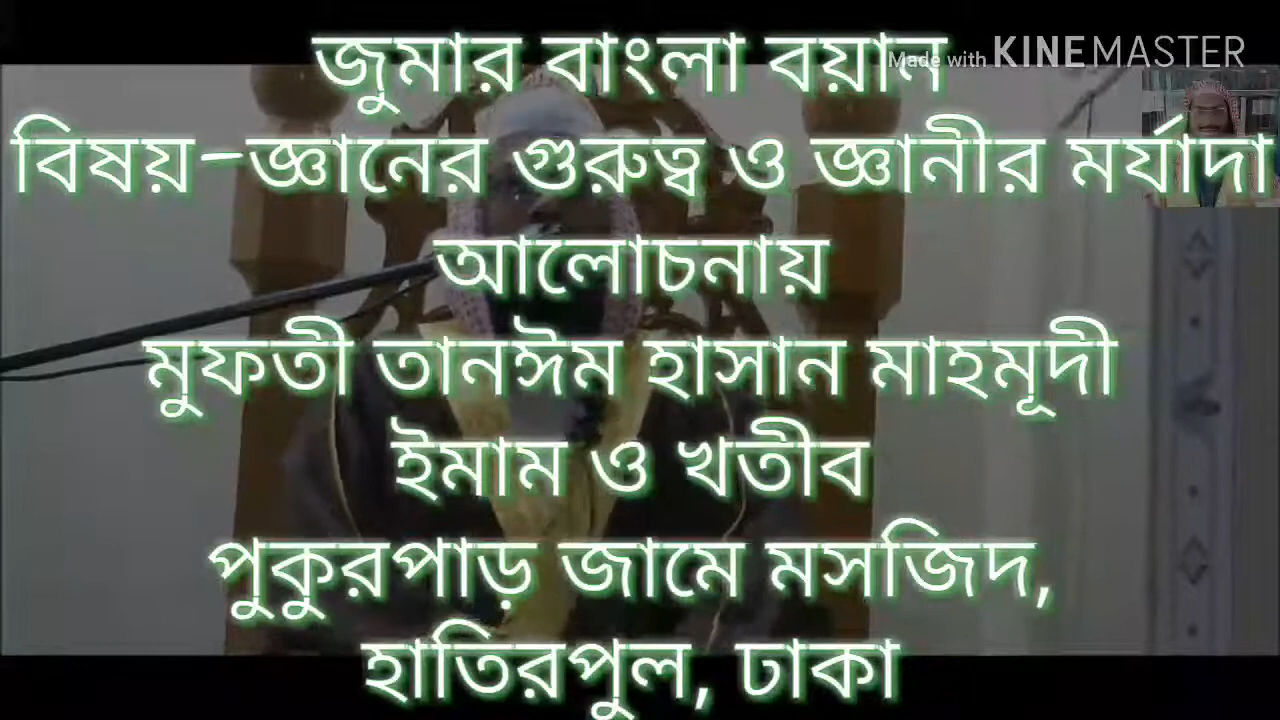 জুমার বাংলা বয়ান
Made with KINEMASTER
বিষয়-জ্ঞানের গুরুত্ব ও জ্ঞানীর মর্যাদা
আলোচনায়
মুফতী তানঈম হাসান মাহমূদী
ইমাম ও খতীব
পুকুরপাড় জামে মসজিদ,
হাতিরপুল, ঢাকা